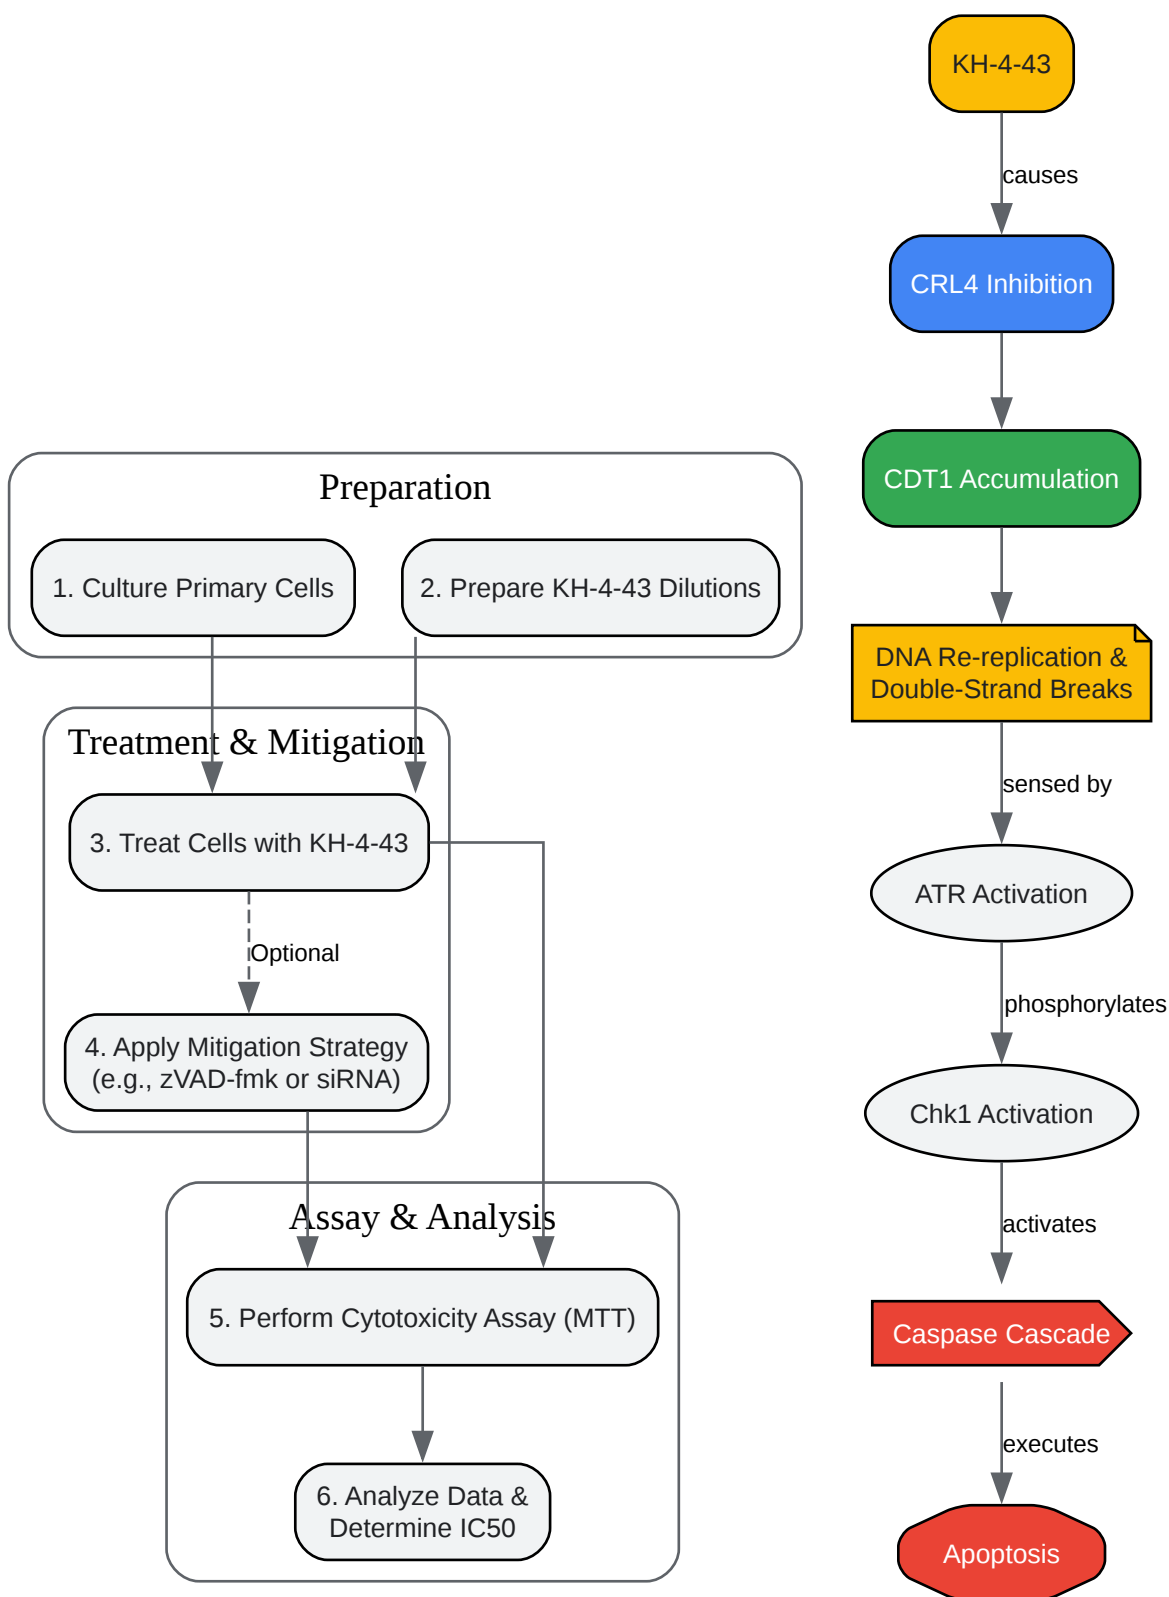 Preparation
1. Culture Primary Cells
2. Prepare KH-4-43 Dilutions
Treatment & Mitigation
3. Treat Cells with KH-4-43
Optional
4. Apply Mitigation Strategy
(e.g., zVAD-fmk or siRNA)
Assay & Analysis
5. Perform Cytotoxicity Assay (MTT)
6. Analyze Data &
Determine IC50
KH-4-43
causes
CRL4 Inhibition
CDT1 Accumulation
DNA Re-replication &
Double-Strand Breaks
sensed by
ATR Activation
phosphorylates
Chk1 Activation
activates
Caspase Cascade
executes
Apoptosis